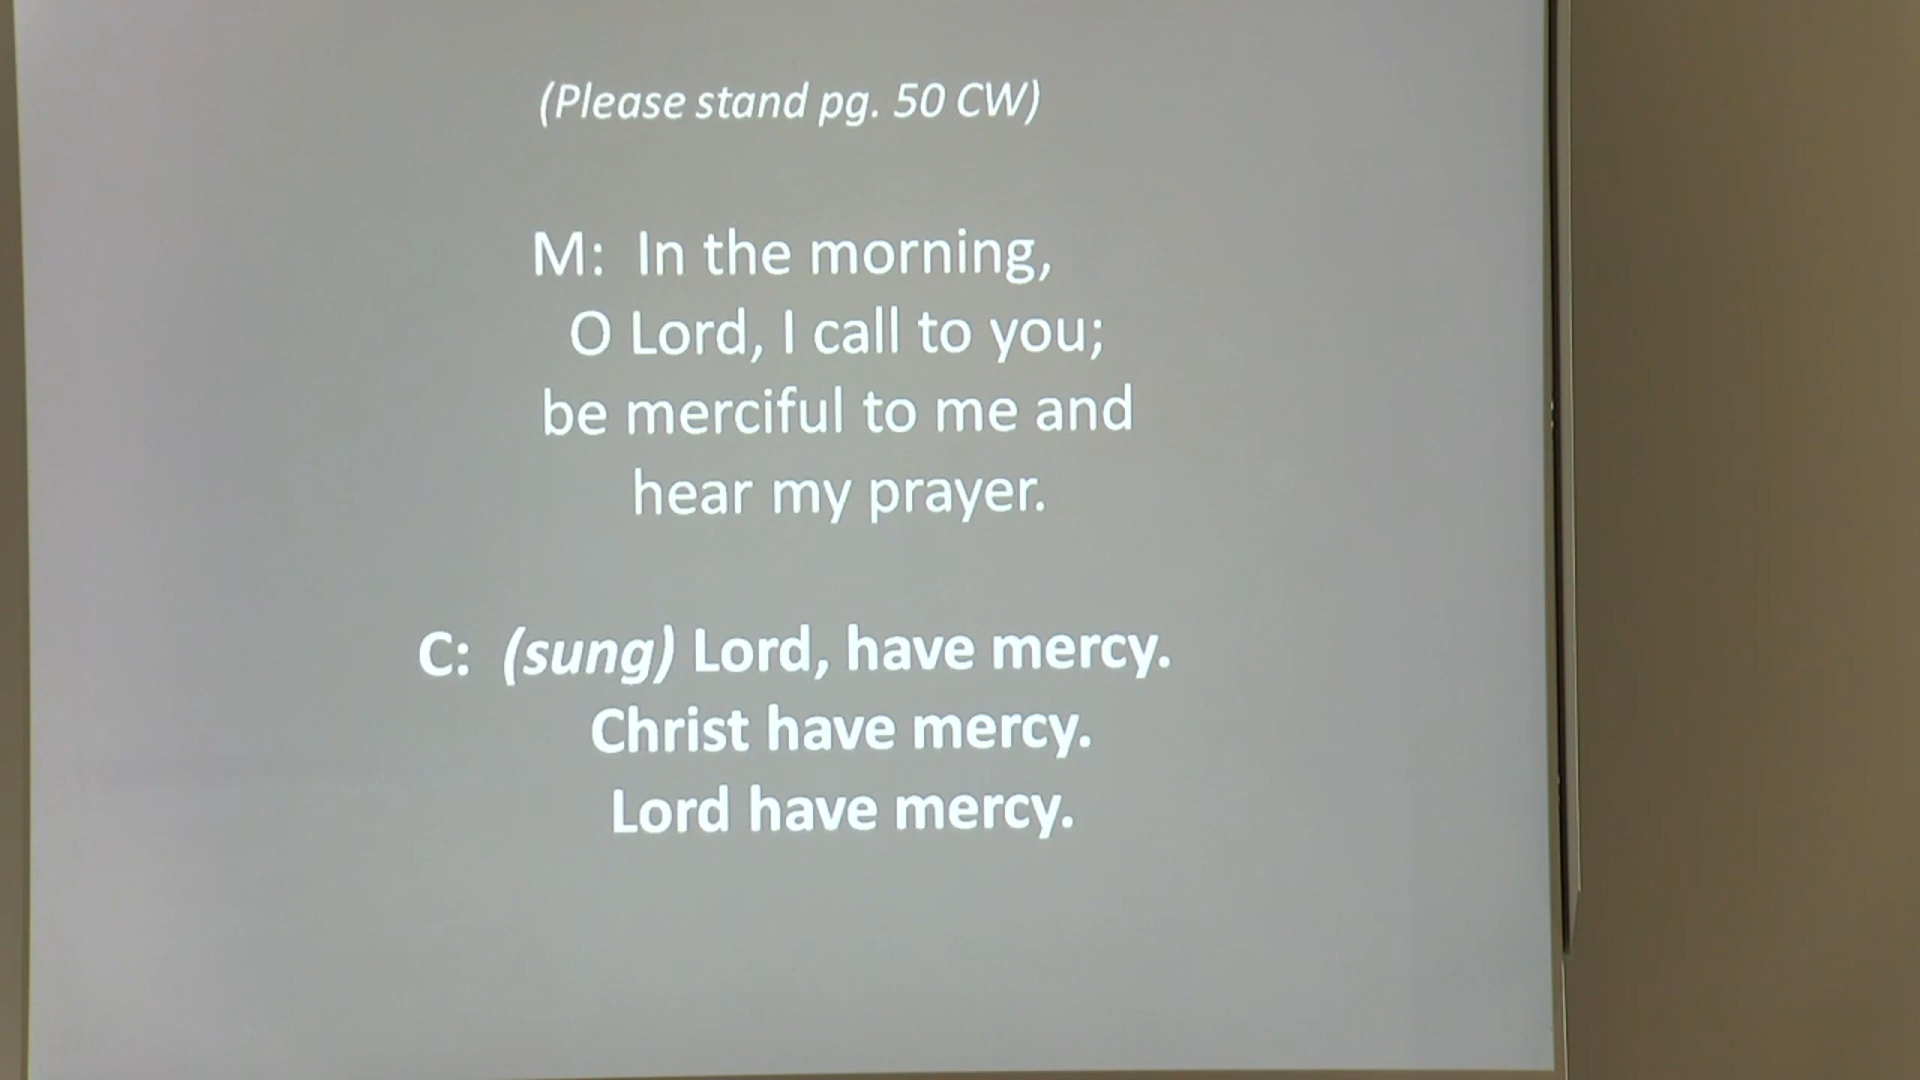 (Please stand pg. 50 CW)
M: In the morning,
O Lord, I call to you;
be merciful to me and
hear my prayer.
C: (sung) Lord, have mercy.
Christ have mercy.
Lord have mercy.